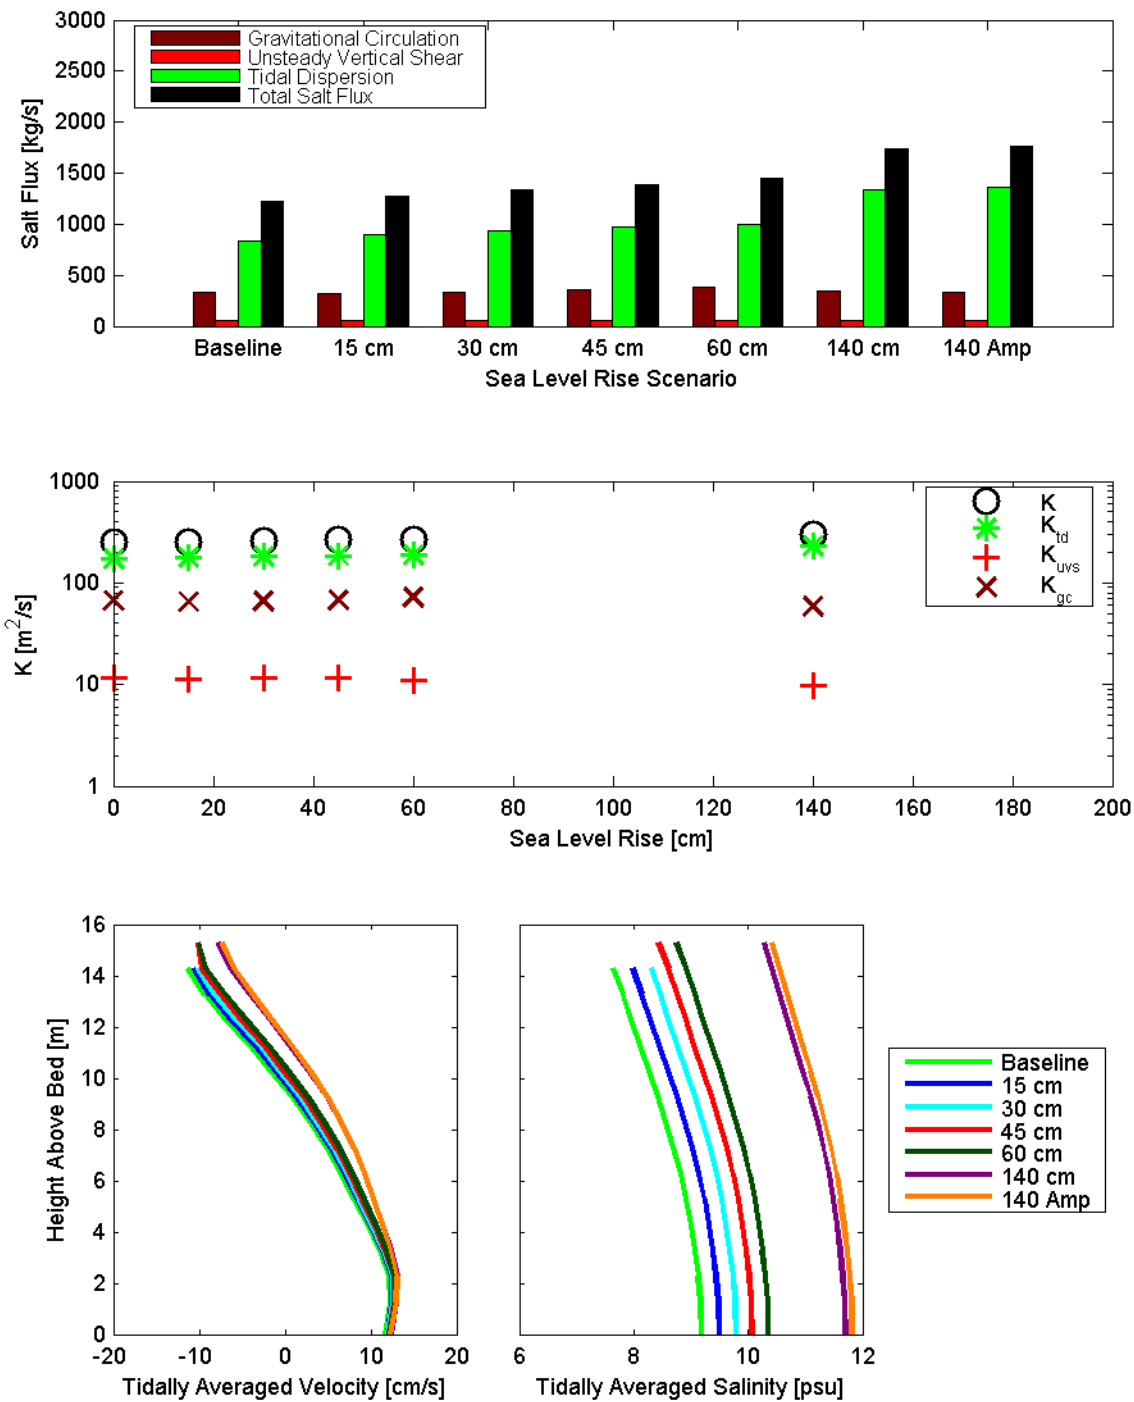 3000
2500
2000
1500
1000
500
0
Salt Flux [kg/s]
Gravitational Circulation
Unsteady Vertical Shear
Tidal Dispersion
Total Salt Flux
Baseline 15 cm 30 cm 45 cm 60 cm 140 cm 140 Amp
Sea Level Rise Scenario
1000
100
10
1
K [m²/s]
K
K_td
K_uvs
K_gc
0 20 40 60 80 100 120 140 160 180 200
Sea Level Rise [cm]
16
14
12
10
8
6
4
2
0
Height Above Bed [m]
-20 -10 0 10 20
Tidally Averaged Velocity [cm/s]
6 8 10 12
Tidally Averaged Salinity [psu]
Baseline
15 cm
30 cm
45 cm
60 cm
140 cm
140 Amp